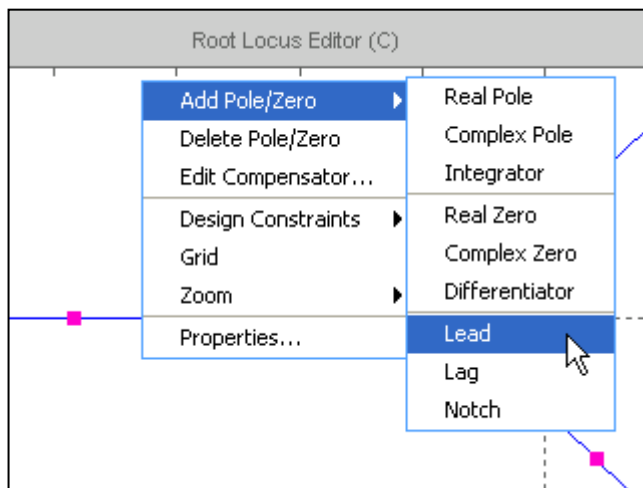 Root Locus Editor (C)
Add Pole/Zero
Delete Pole/Zero
Edit Compensator...
Design Constraints
Grid
Zoom
Properties...
Real Pole
Complex Pole
Integrator
Real Zero
Complex Zero
Differentiator
Lead
Lag
Notch